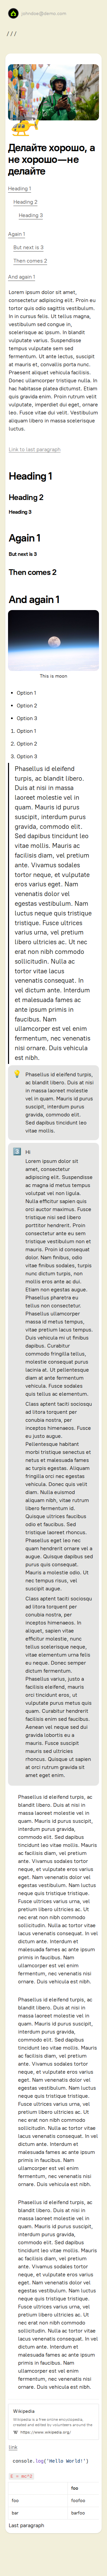 johndoe@demo.com
///
Делайте хорошо, а
не хорошо — не
делайте
Heading 1
Heading 2
Heading 3
Again 1
But next is 3
Then comes 2
And again 1
Lorem ipsum dolor sit amet,
consectetur adipiscing elit. Proin eu
tortor quis odio sagittis vestibulum.
Proin cursus felis. Ut tellus magna,
vestibulum sed congue in,
scelerisque ac ipsum. In blandit
vulputate varius. Suspendisse
tempus vulputate sem sed
fermentum. Ut ante lectus, suscipit
et mauris et, convallis porta nunc.
Praesent aliquet vehicula facilisis.
Donec ullamcorper tristique nulla. In
hac habitasse platea dictumst. Etiam
sed gravida enim. Proin rutrum velit
vulputate, imperdiet dui eget, ornare
dui. Fusce vitae dui velit. Vestibulum
aliquam libero id massa scelerisque
luctus.
Link to last paragraph
Heading 1
Heading 2
Heading 3
Again 1
But next is 3
Then comes 2
And again 1
This is moon
Option 1
Option 2
Option 3
1. Option 1
2. Option 2
3. Option 3
Phasellus id eleifend
turpis, ac blandit libero.
Duis at nisi in massa
laoreet molestie vel in
quam. Mauris id purus
suscipit, interdum purus
gravida, commodo elit.
Sed dapibus tincidunt leo
vitae mollis. Mauris ac
facilisis diam, vel pretium
ante. Vivamus sodales
tortor neque, et vulputate
eros varius eget. Nam
venenatis dolor vel
egestas vestibulum. Nam
luctus neque quis tristique
tristique. Fusce ultrices
varius urna, vel pretium
libero ultricies ac. Ut nec
erat non nibh commodo
sollicitudin. Nulla ac
tortor vitae lacus
venenatis consequat. In
vel dictum ante. Interdum
et malesuada fames ac
ante ipsum primis in
faucibus. Nam
ullamcorper est vel enim
fermentum, nec venenatis
nisi ornare. Duis vehicula
est nibh.
Phasellus id eleifend turpis,
ac blandit libero. Duis at nisi
in massa laoreet molestie vel
in quam. Mauris id purus
suscipit, interdum purus
gravida, commodo elit. Sed
dapibus tincidunt leo
vitae mollis.
Hi
Lorem ipsum dolor sit
amet, consectetur
adipiscing elit. Suspendisse
ac magna id metus tempus
volutpat vel non ligula.
Nulla efficitur sapien quis
orci auctor maximus. Fusce
tristique nisi sed libero
porttitor hendrerit. Proin
consectetur ante eu sem
tristique vestibulum non et
mauris. Proin id consequat
dolor. Nam finibus, odio
vitae finibus sodales, turpis
nunc dictum turpis, non
mollis eros ante ac dui.
Etiam non egestas augue.
Phasellus pharetra eu
tellus non consectetur.
Phasellus ullamcorper
massa id metus tempus,
vitae pretium lacus tempus.
Duis vehicula mi ut finibus
dapibus. Curabitur
commodo fringilla tellus,
molestie consequat purus
lacinia at. Ut pellentesque
diam at ante fermentum
vehicula. Fusce sodales
quis tellus ac elementum.
Class aptent taciti sociosqu
ad litora torquent per
conubia nostra, per
inceptos himenaeos. Fusce
eu justo augue.
Pellentesque habitant
morbi tristique senectus et
netus et malesuada fames
ac turpis egestas. Aliquam
fringilla orci nec egestas
vehicula. Donec quis velit
diam. Nulla euismod
aliquam nibh, vitae rutrum
libero fermentum id.
Quisque ultrices faucibus
odio et faucibus. Sed
tristique laoreet rhoncus.
Phasellus eget leo nec
quam hendrerit ornare vel a
augue. Quisque dapibus sed
purus quis consequat.
Mauris a molestie odio. Ut
nec tempus risus, vel
suscipit augue.
Class aptent taciti sociosqu
ad litora torquent per
conubia nostra, per
inceptos himenaeos. In
aliquet, sapien vitae
efficitur molestie, nunc
tellus scelerisque neque,
vitae elementum urna felis
eu neque. Donec semper
dictum fermentum.
Phasellus varius, justo a
facilisis eleifend, mauris
orci tincidunt eros, ut
vulputate purus metus quis
quam. Curabitur hendrerit
facilisis enim sed faucibus.
Aenean vel neque sed dui
gravida lobortis eu a
mauris. Fusce suscipit
mauris sed ultricies
rhoncus. Quisque ut sapien
at orci rutrum gravida sit
amet eget enim.
Phasellus id eleifend turpis, ac
blandit libero. Duis at nisi in
massa laoreet molestie vel in
quam. Mauris id purus suscipit,
interdum purus gravida,
commodo elit. Sed dapibus
tincidunt leo vitae mollis. Mauris
ac facilisis diam, vel pretium
ante. Vivamus sodales tortor
neque, et vulputate eros varius
eget. Nam venenatis dolor vel
egestas vestibulum. Nam luctus
neque quis tristique tristique.
Fusce ultrices varius urna, vel
pretium libero ultricies ac. Ut
nec erat non nibh commodo
sollicitudin. Nulla ac tortor vitae
lacus venenatis consequat. In vel
dictum ante. Interdum et
malesuada fames ac ante ipsum
primis in faucibus. Nam
ullamcorper est vel enim
fermentum, nec venenatis nisi
ornare. Duis vehicula est nibh.
Phasellus id eleifend turpis, ac
blandit libero. Duis at nisi in
massa laoreet molestie vel in
quam. Mauris id purus suscipit,
interdum purus gravida,
commodo elit. Sed dapibus
tincidunt leo vitae mollis. Mauris
ac facilisis diam, vel pretium
ante. Vivamus sodales tortor
neque, et vulputate eros varius
eget. Nam venenatis dolor vel
egestas vestibulum. Nam luctus
neque quis tristique tristique.
Fusce ultrices varius urna, vel
pretium libero ultricies ac. Ut
nec erat non nibh commodo
sollicitudin. Nulla ac tortor vitae
lacus venenatis consequat. In vel
dictum ante. Interdum et
malesuada fames ac ante ipsum
primis in faucibus. Nam
ullamcorper est vel enim
fermentum, nec venenatis nisi
ornare. Duis vehicula est nibh.
Phasellus id eleifend turpis, ac
blandit libero. Duis at nisi in
massa laoreet molestie vel in
quam. Mauris id purus suscipit,
interdum purus gravida,
commodo elit. Sed dapibus
tincidunt leo vitae mollis. Mauris
ac facilisis diam, vel pretium
ante. Vivamus sodales tortor
neque, et vulputate eros varius
eget. Nam venenatis dolor vel
egestas vestibulum. Nam luctus
neque quis tristique tristique.
Fusce ultrices varius urna, vel
pretium libero ultricies ac. Ut
nec erat non nibh commodo
sollicitudin. Nulla ac tortor vitae
lacus venenatis consequat. In vel
dictum ante. Interdum et
malesuada fames ac ante ipsum
primis in faucibus. Nam
ullamcorper est vel enim
fermentum, nec venenatis nisi
ornare. Duis vehicula est nibh.
Wikipedia
Wikipedia is a free online encyclopedia,
created and edited by volunteers around the
https://www.wikipedia.org/
link
console.log("Hello World!")
E = mc^2
foo
foo foofoo
bar barfoo
Last paragraph